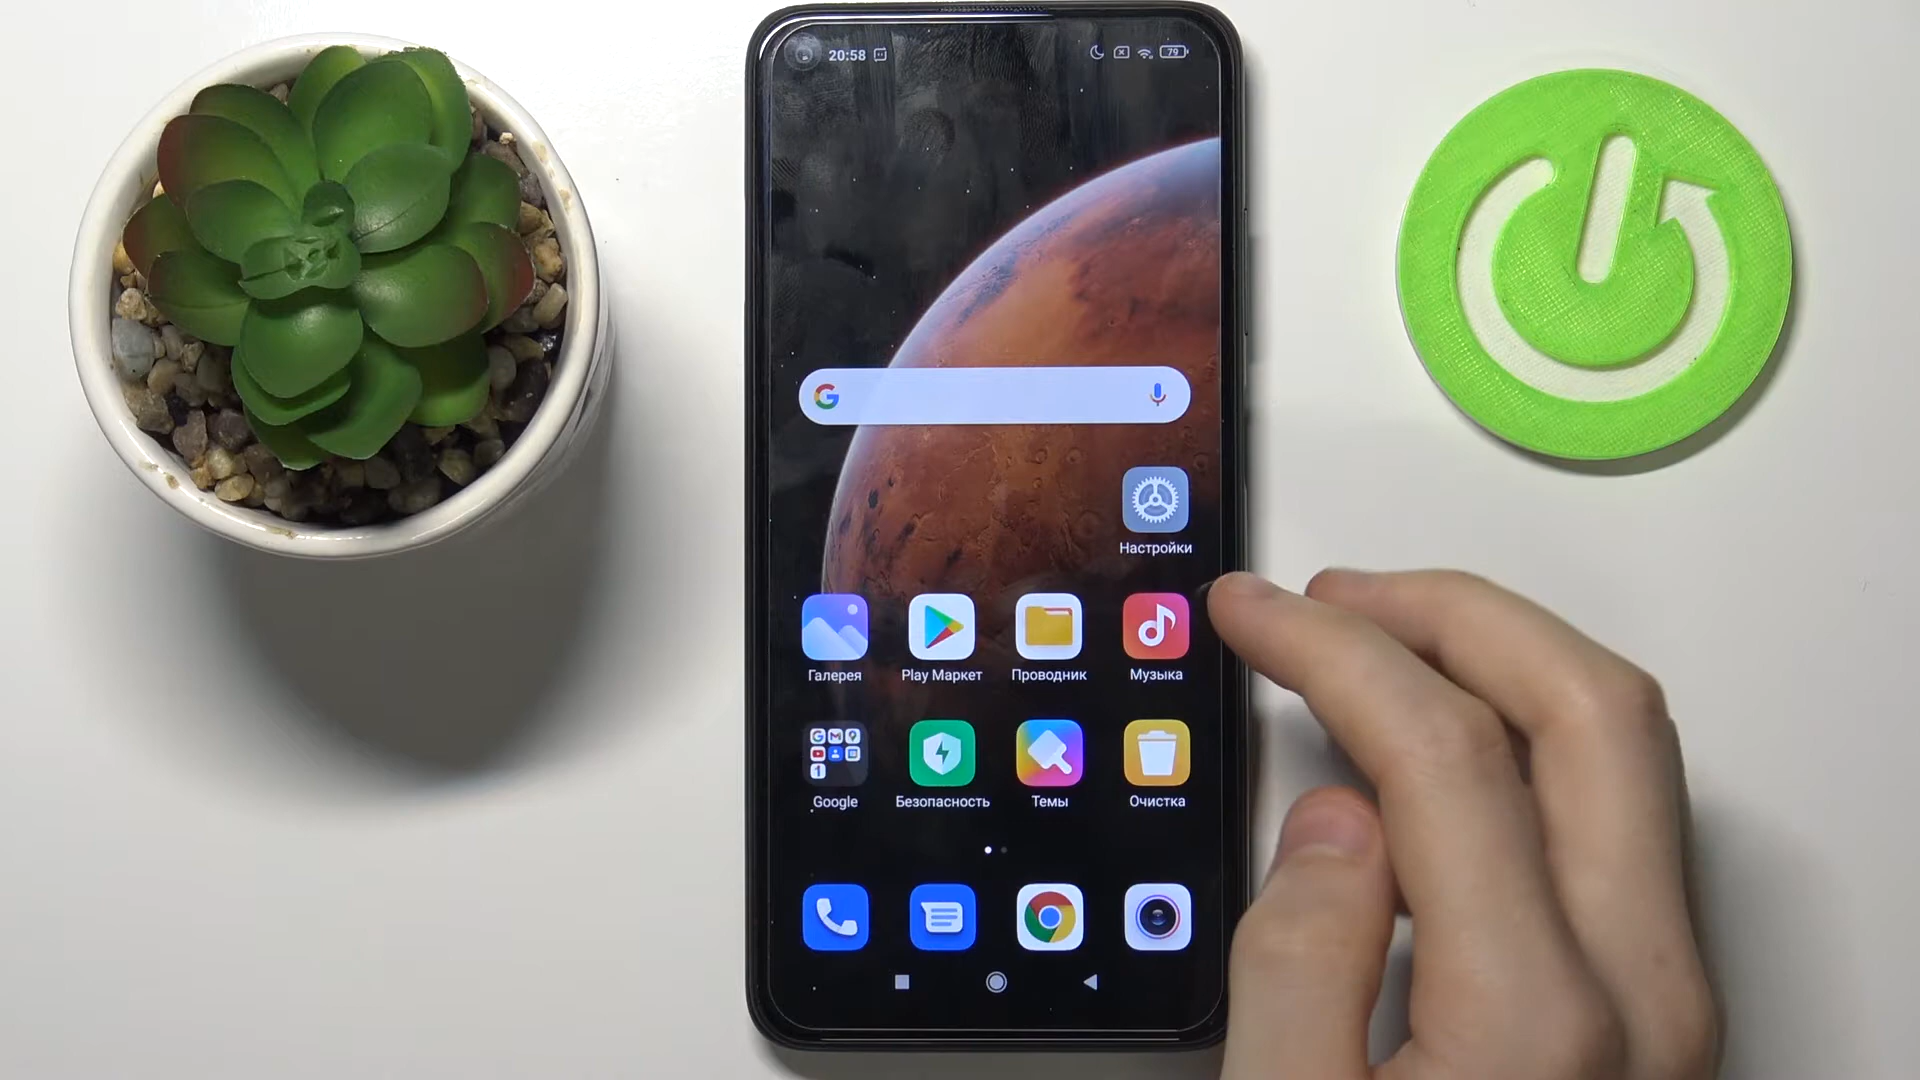 20:58
79
Настройки
Галерея
Play Маркет
Проводник
Музыка
Google
Безопасность
Темы
Очистка